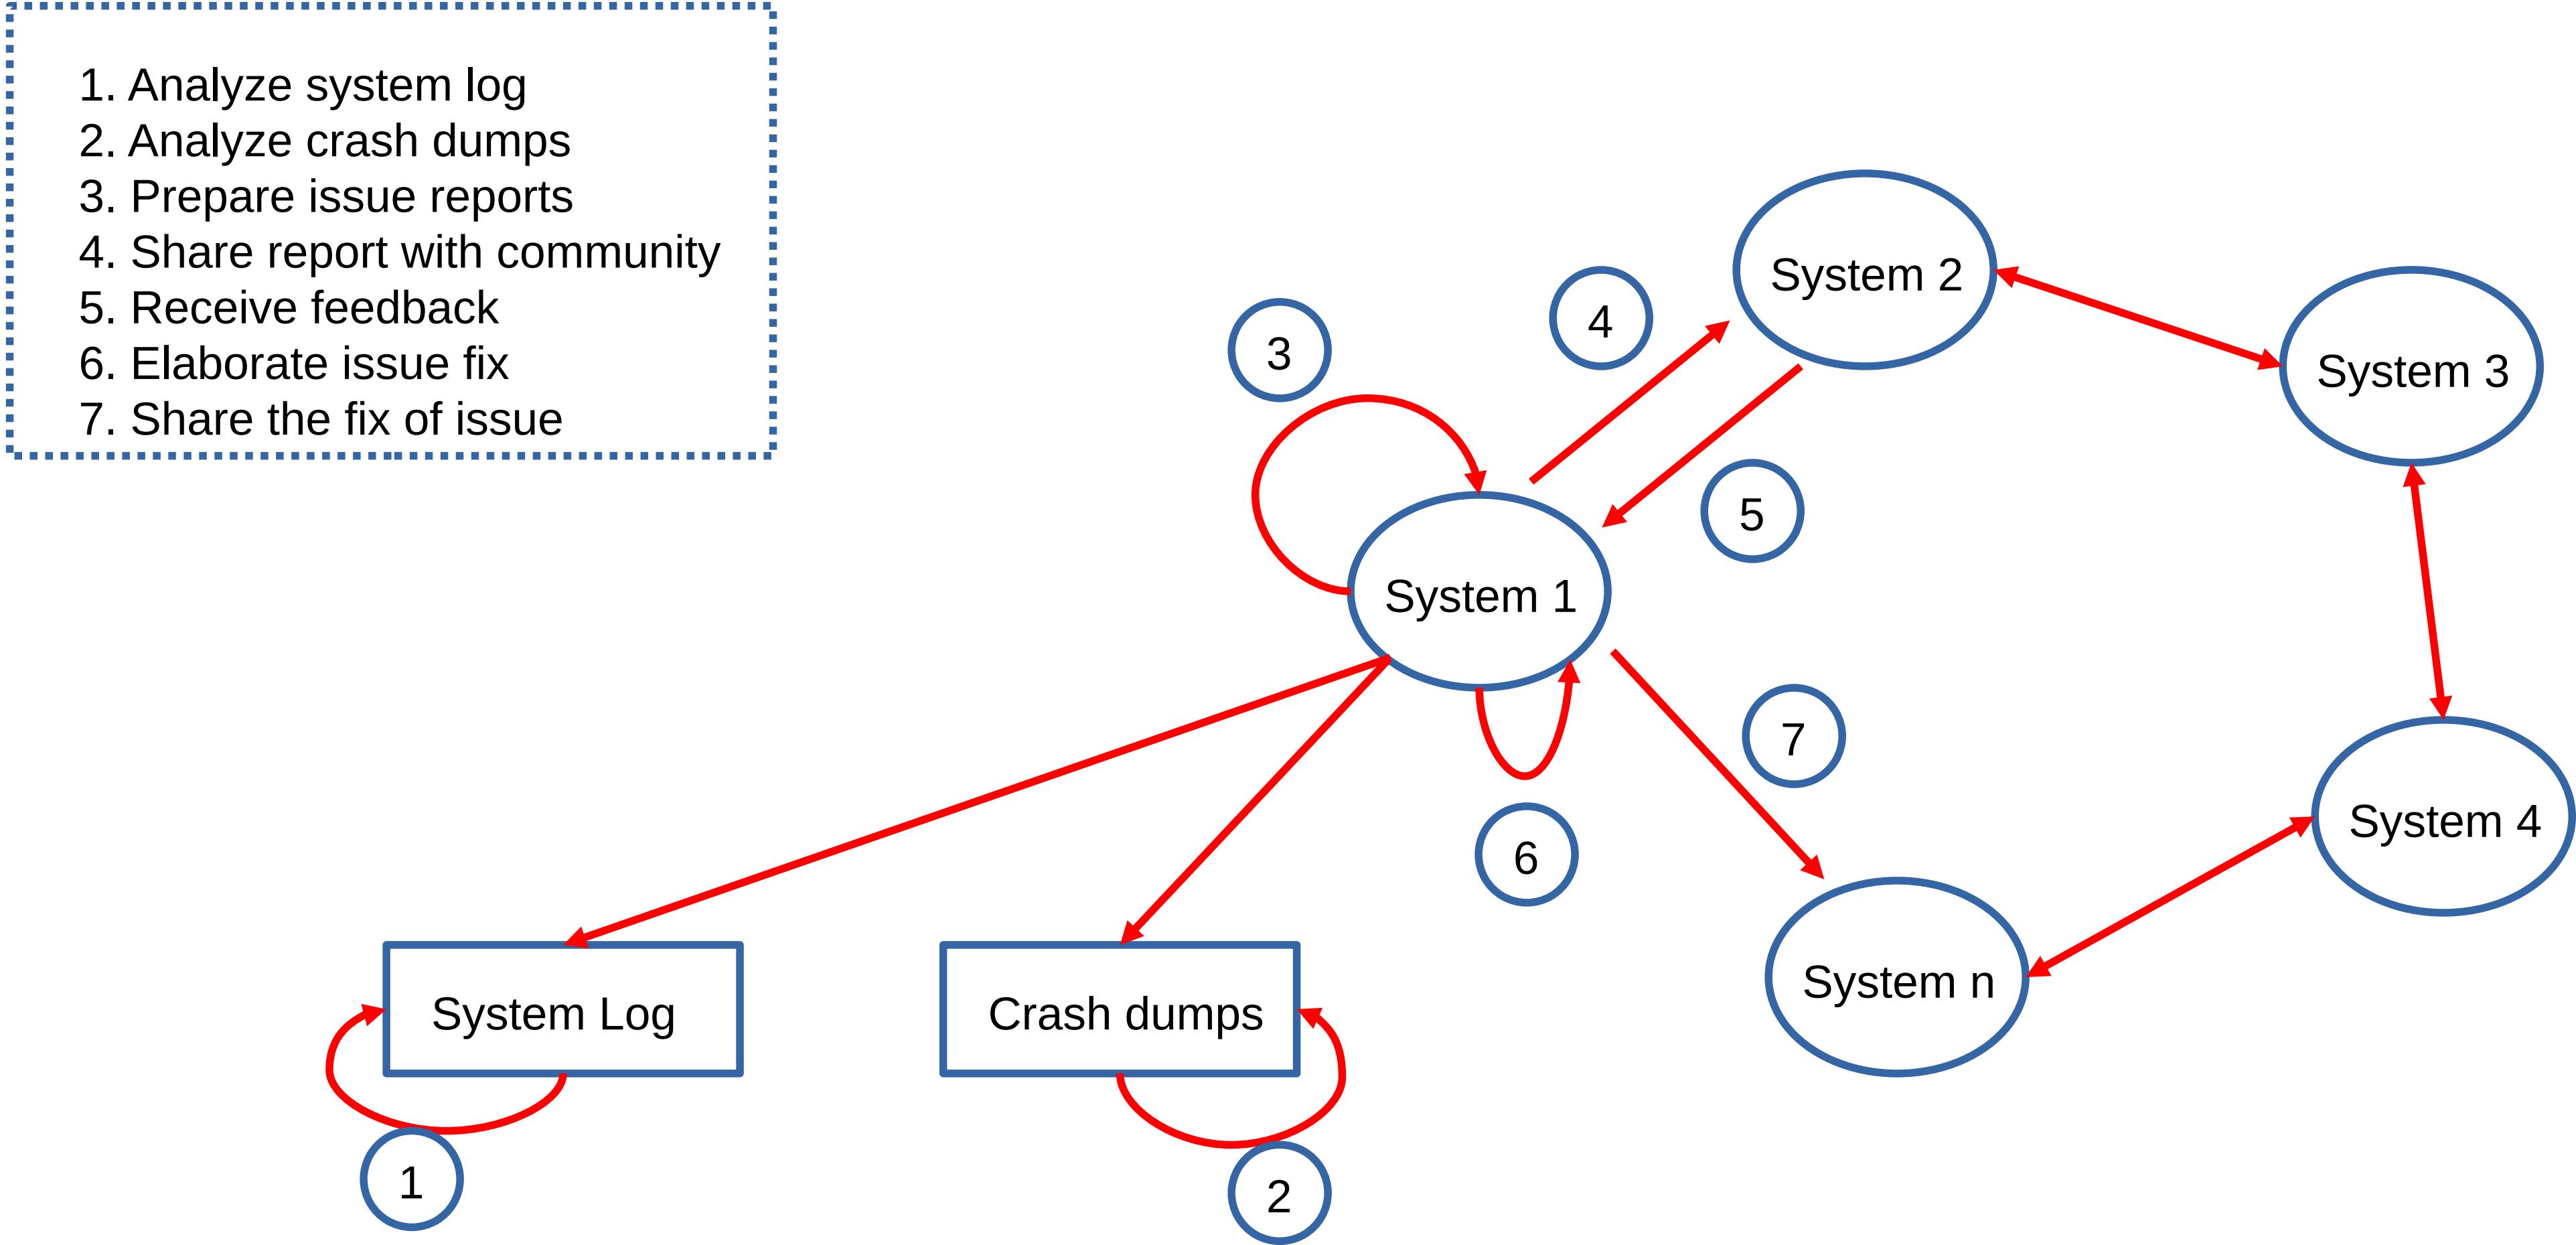 1. Analyze system log
2. Analyze crash dumps
3. Prepare issue reports
4. Share report with community
5. Receive feedback
6. Elaborate issue fix
7. Share the fix of issue
System 2
4
3
System 3
5
System 1
7
System 4
6
System n
System Log
Crash dumps
1
2